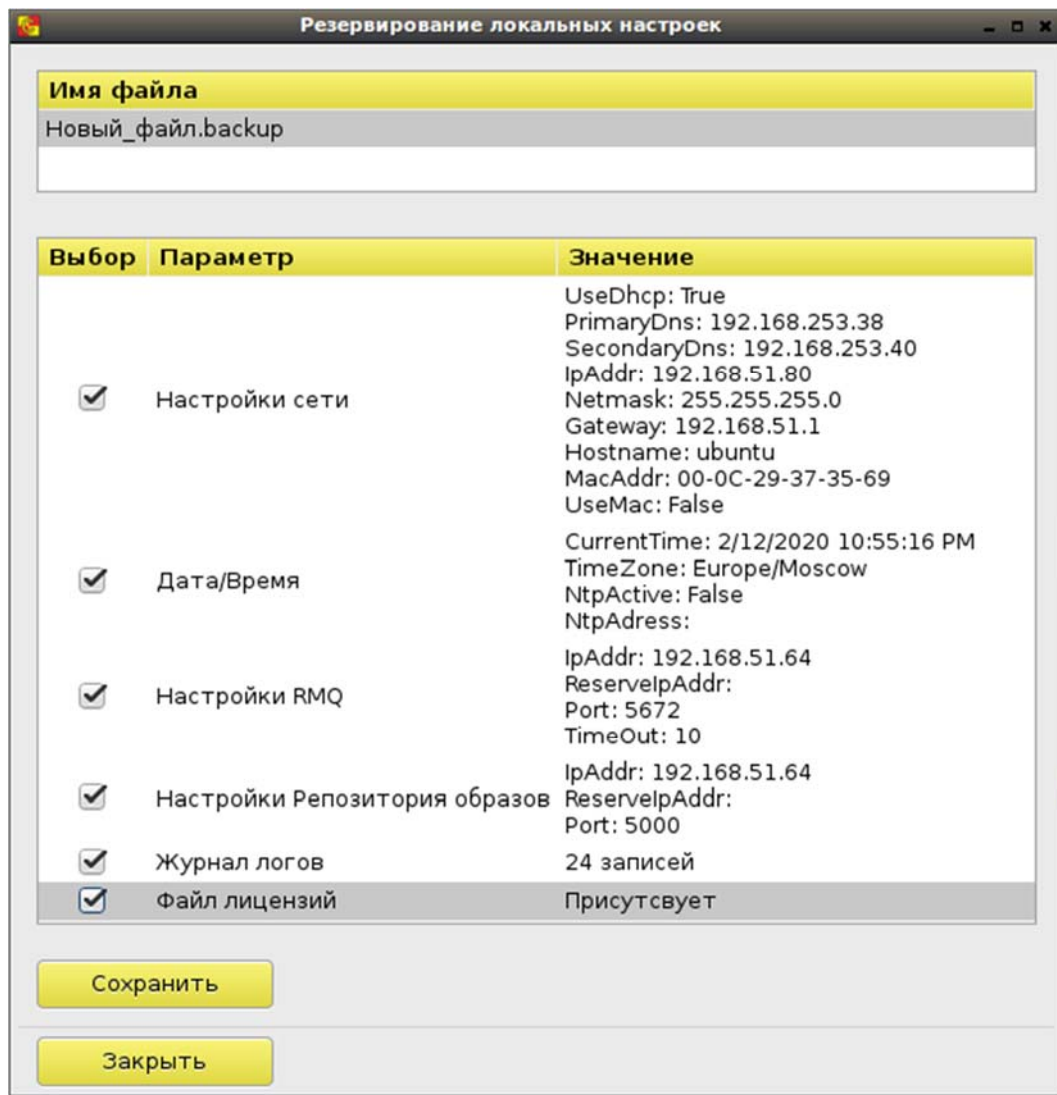 Резервирование локальных настроек
Имя файла
Новый_файл.backup
Выбор Параметр Значение
Настройки сети
UseDhcp: True
PrimaryDns: 192.168.253.38
SecondaryDns: 192.168.253.40
IpAddr: 192.168.51.80
Netmask: 255.255.255.0
Gateway: 192.168.51.1
Hostname: ubuntu
MacAddr: 00-0C-29-37-35-69
UseMac: False
Дата/Время
CurrentTime: 2/12/2020 10:55:16 PM
TimeZone: Europe/Moscow
NtpActive: False
NtpAdress:
Настройки RMQ
IpAddr: 192.168.51.64
ReserveIpAddr:
Port: 5672
TimeOut: 10
Настройки Репозитория образов
IpAddr: 192.168.51.64
ReserveIpAddr:
Port: 5000
Журнал логов 24 записей
Файл лицензий Присутсвует
Сохранить
Закрыть